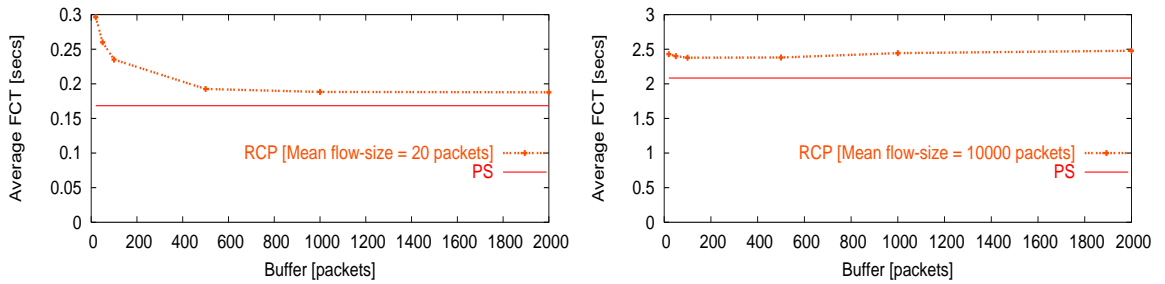 Average FCT [secs]
0.3
0.25
0.2
0.15
0.1
0.05
0
RCP [Mean flow-size = 20 packets]
PS
0 200 400 600 800 1000 1200 1400 1600 1800 2000
Buffer [packets]
Average FCT [secs]
3
2.5
2
1.5
1
0.5
0
RCP [Mean flow-size = 10000 packets]
PS
0 200 400 600 800 1000 1200 1400 1600 1800 2000
Buffer [packets]